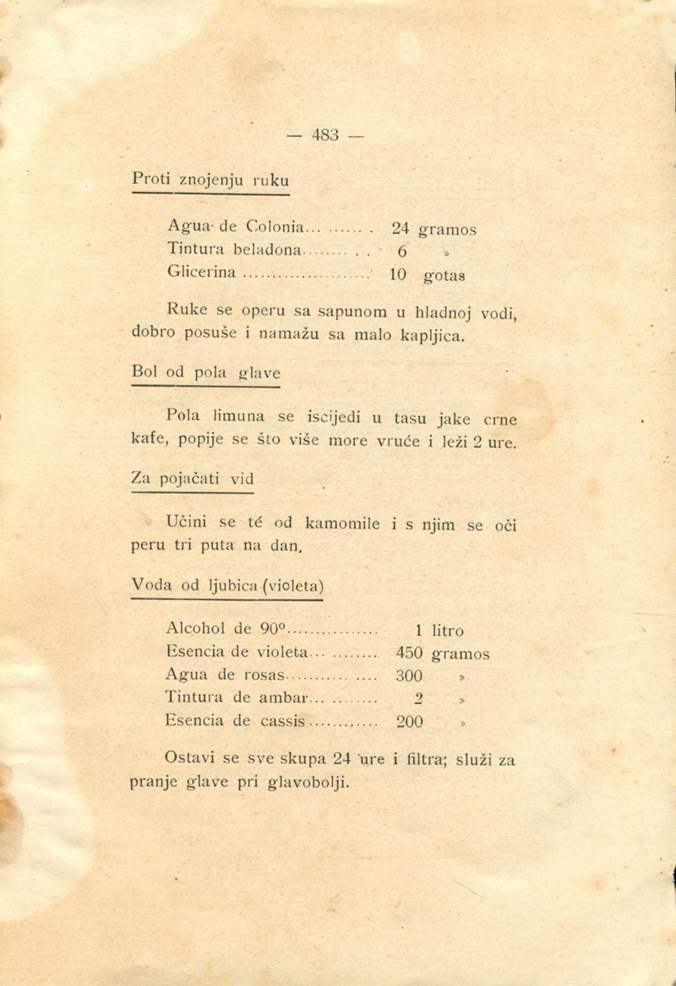 — 483 —
Proti znojenju ruku
Agua de Colonia............ 24 gramos
Tintura beladona........... 6 »
Glicerina ...................... 10 gotas
Ruke se operu sa sapunom u hladnoj vodi,
dobro posuše i namažu sa malo kapljica.
Bol od pola glave
Pola limuna se iscijedi u tasu jake crne
kafe, popije se što više more vruće i leži 2 ure.
Za pojačati vid
Učini se té od kamomile i s njim se oči
peru tri puta na dan.
Voda od ljubica (violeta)
Alcohol de 90º................ 1 litro
Esencia de violeta............ 450 gramos
Agua de rosas................ 300 »
Tintura de ambar............ 2 »
Esencia de cassis............ 200 »
Ostavi se sve skupa 24 ure i filtra; služi za
pranje glave pri glavobolji.